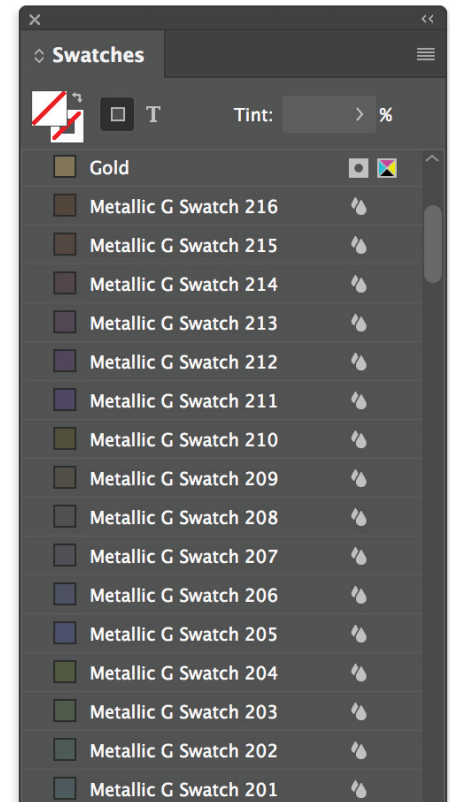 Swatches
T Tint: %
Gold
Metallic G Swatch 216
Metallic G Swatch 215
Metallic G Swatch 214
Metallic G Swatch 213
Metallic G Swatch 212
Metallic G Swatch 211
Metallic G Swatch 210
Metallic G Swatch 209
Metallic G Swatch 208
Metallic G Swatch 207
Metallic G Swatch 206
Metallic G Swatch 205
Metallic G Swatch 204
Metallic G Swatch 203
Metallic G Swatch 202
Metallic G Swatch 201